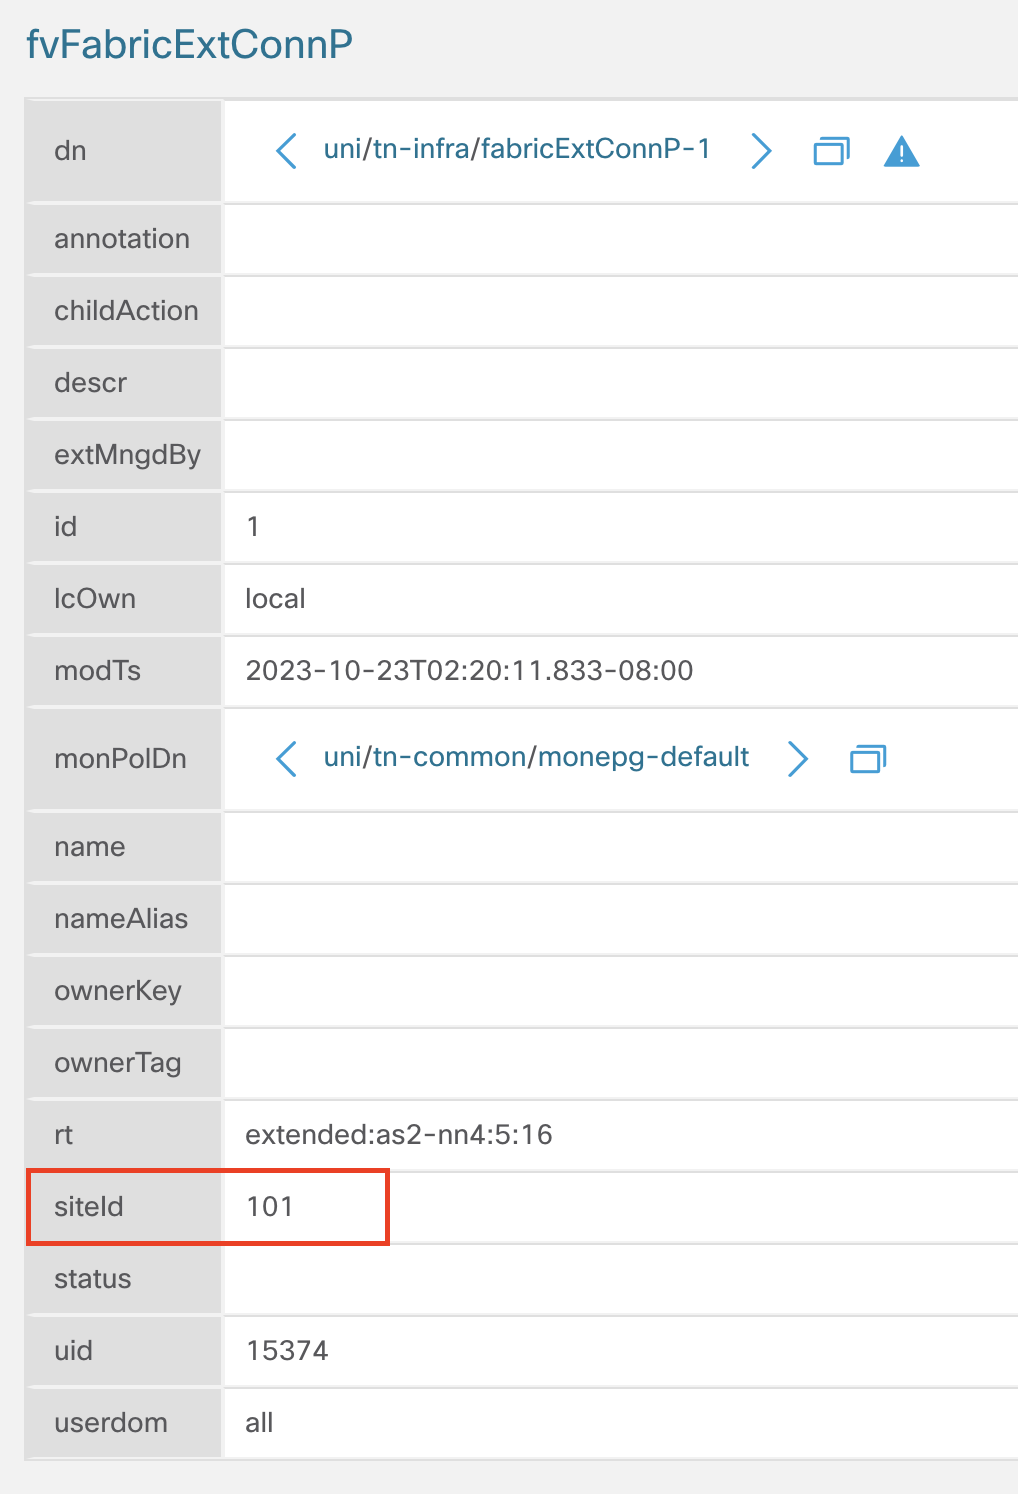 fvFabricExtConnP
dn uni/tn-infra/fabricExtConnP-1
annotation
childAction
descr
extMngdBy
id 1
lcOwn local
modTs 2023-10-23T02:20:11.833-08:00
monPolDn uni/tn-common/monepg-default
name
nameAlias
ownerKey
ownerTag
rt extended:as2-nn4:5:16
siteId 101
status
uid 15374
userdom all